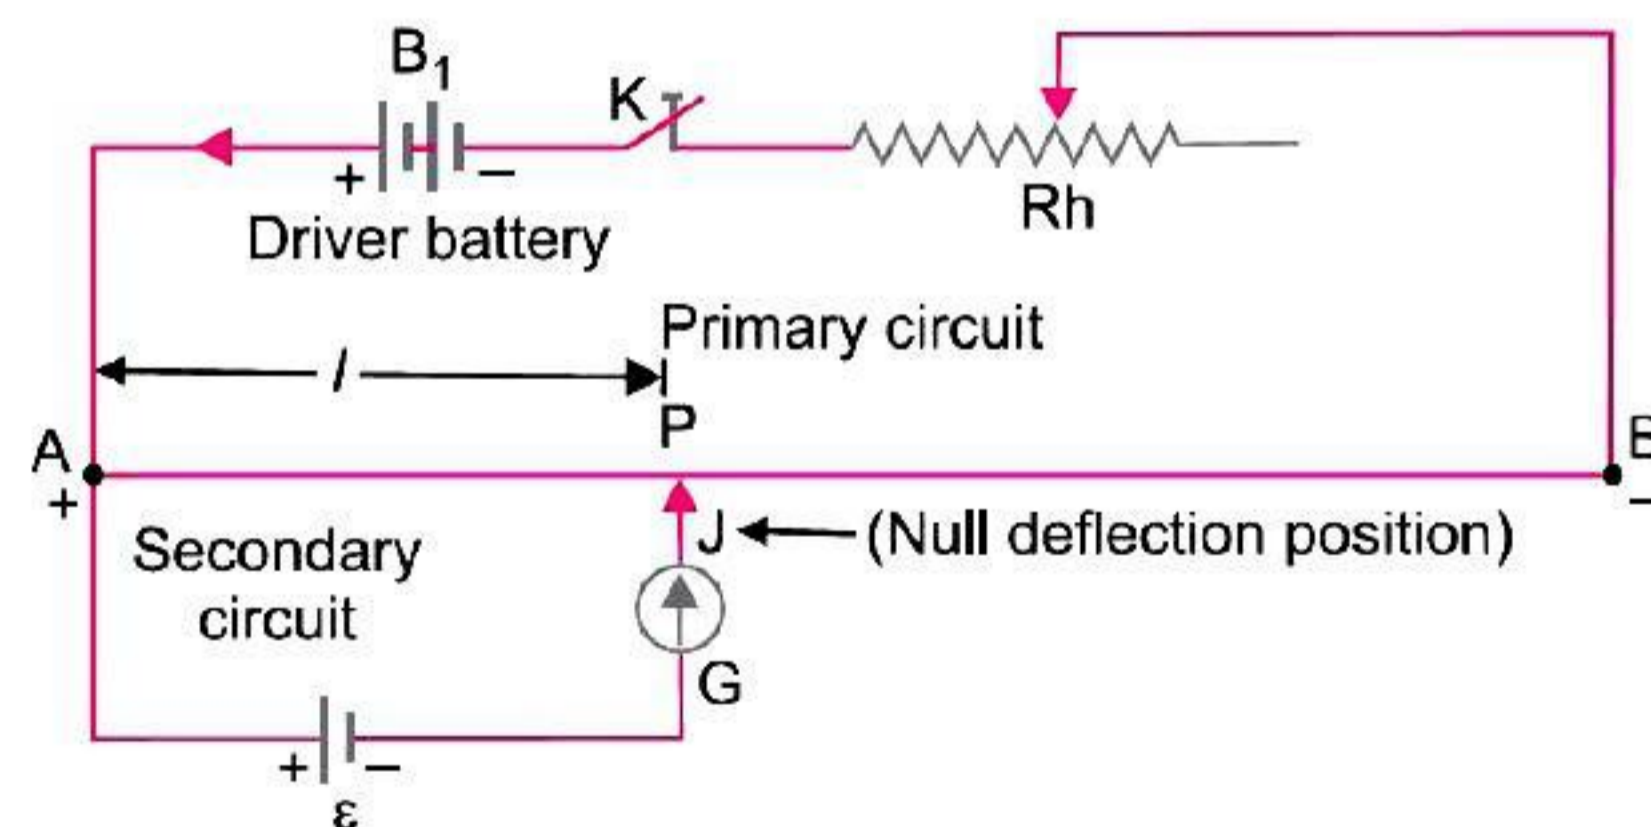 B1
K
+ –
Rh
Driver battery
Primary circuit
l
P
A
B
+
–
J
(Null deflection position)
Secondary
circuit
G
+ –
ε